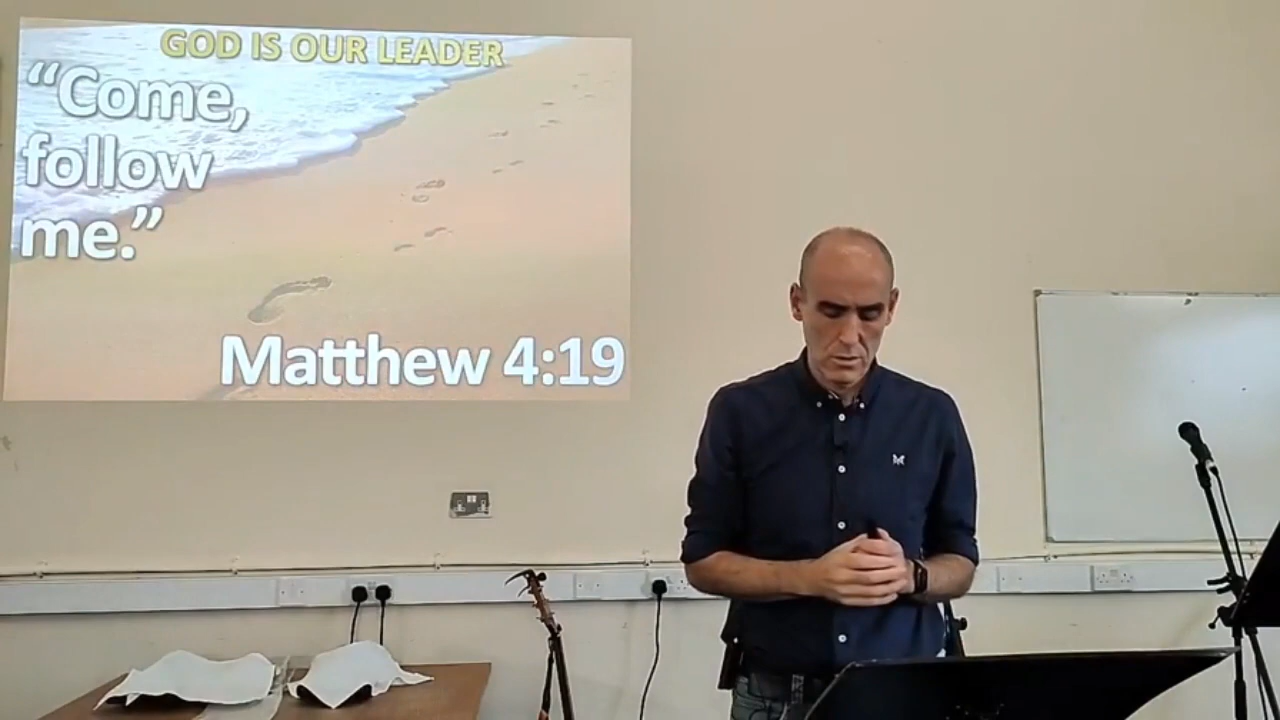 GOD IS OUR LEADER
“Come,
follow
me.”
Matthew 4:19